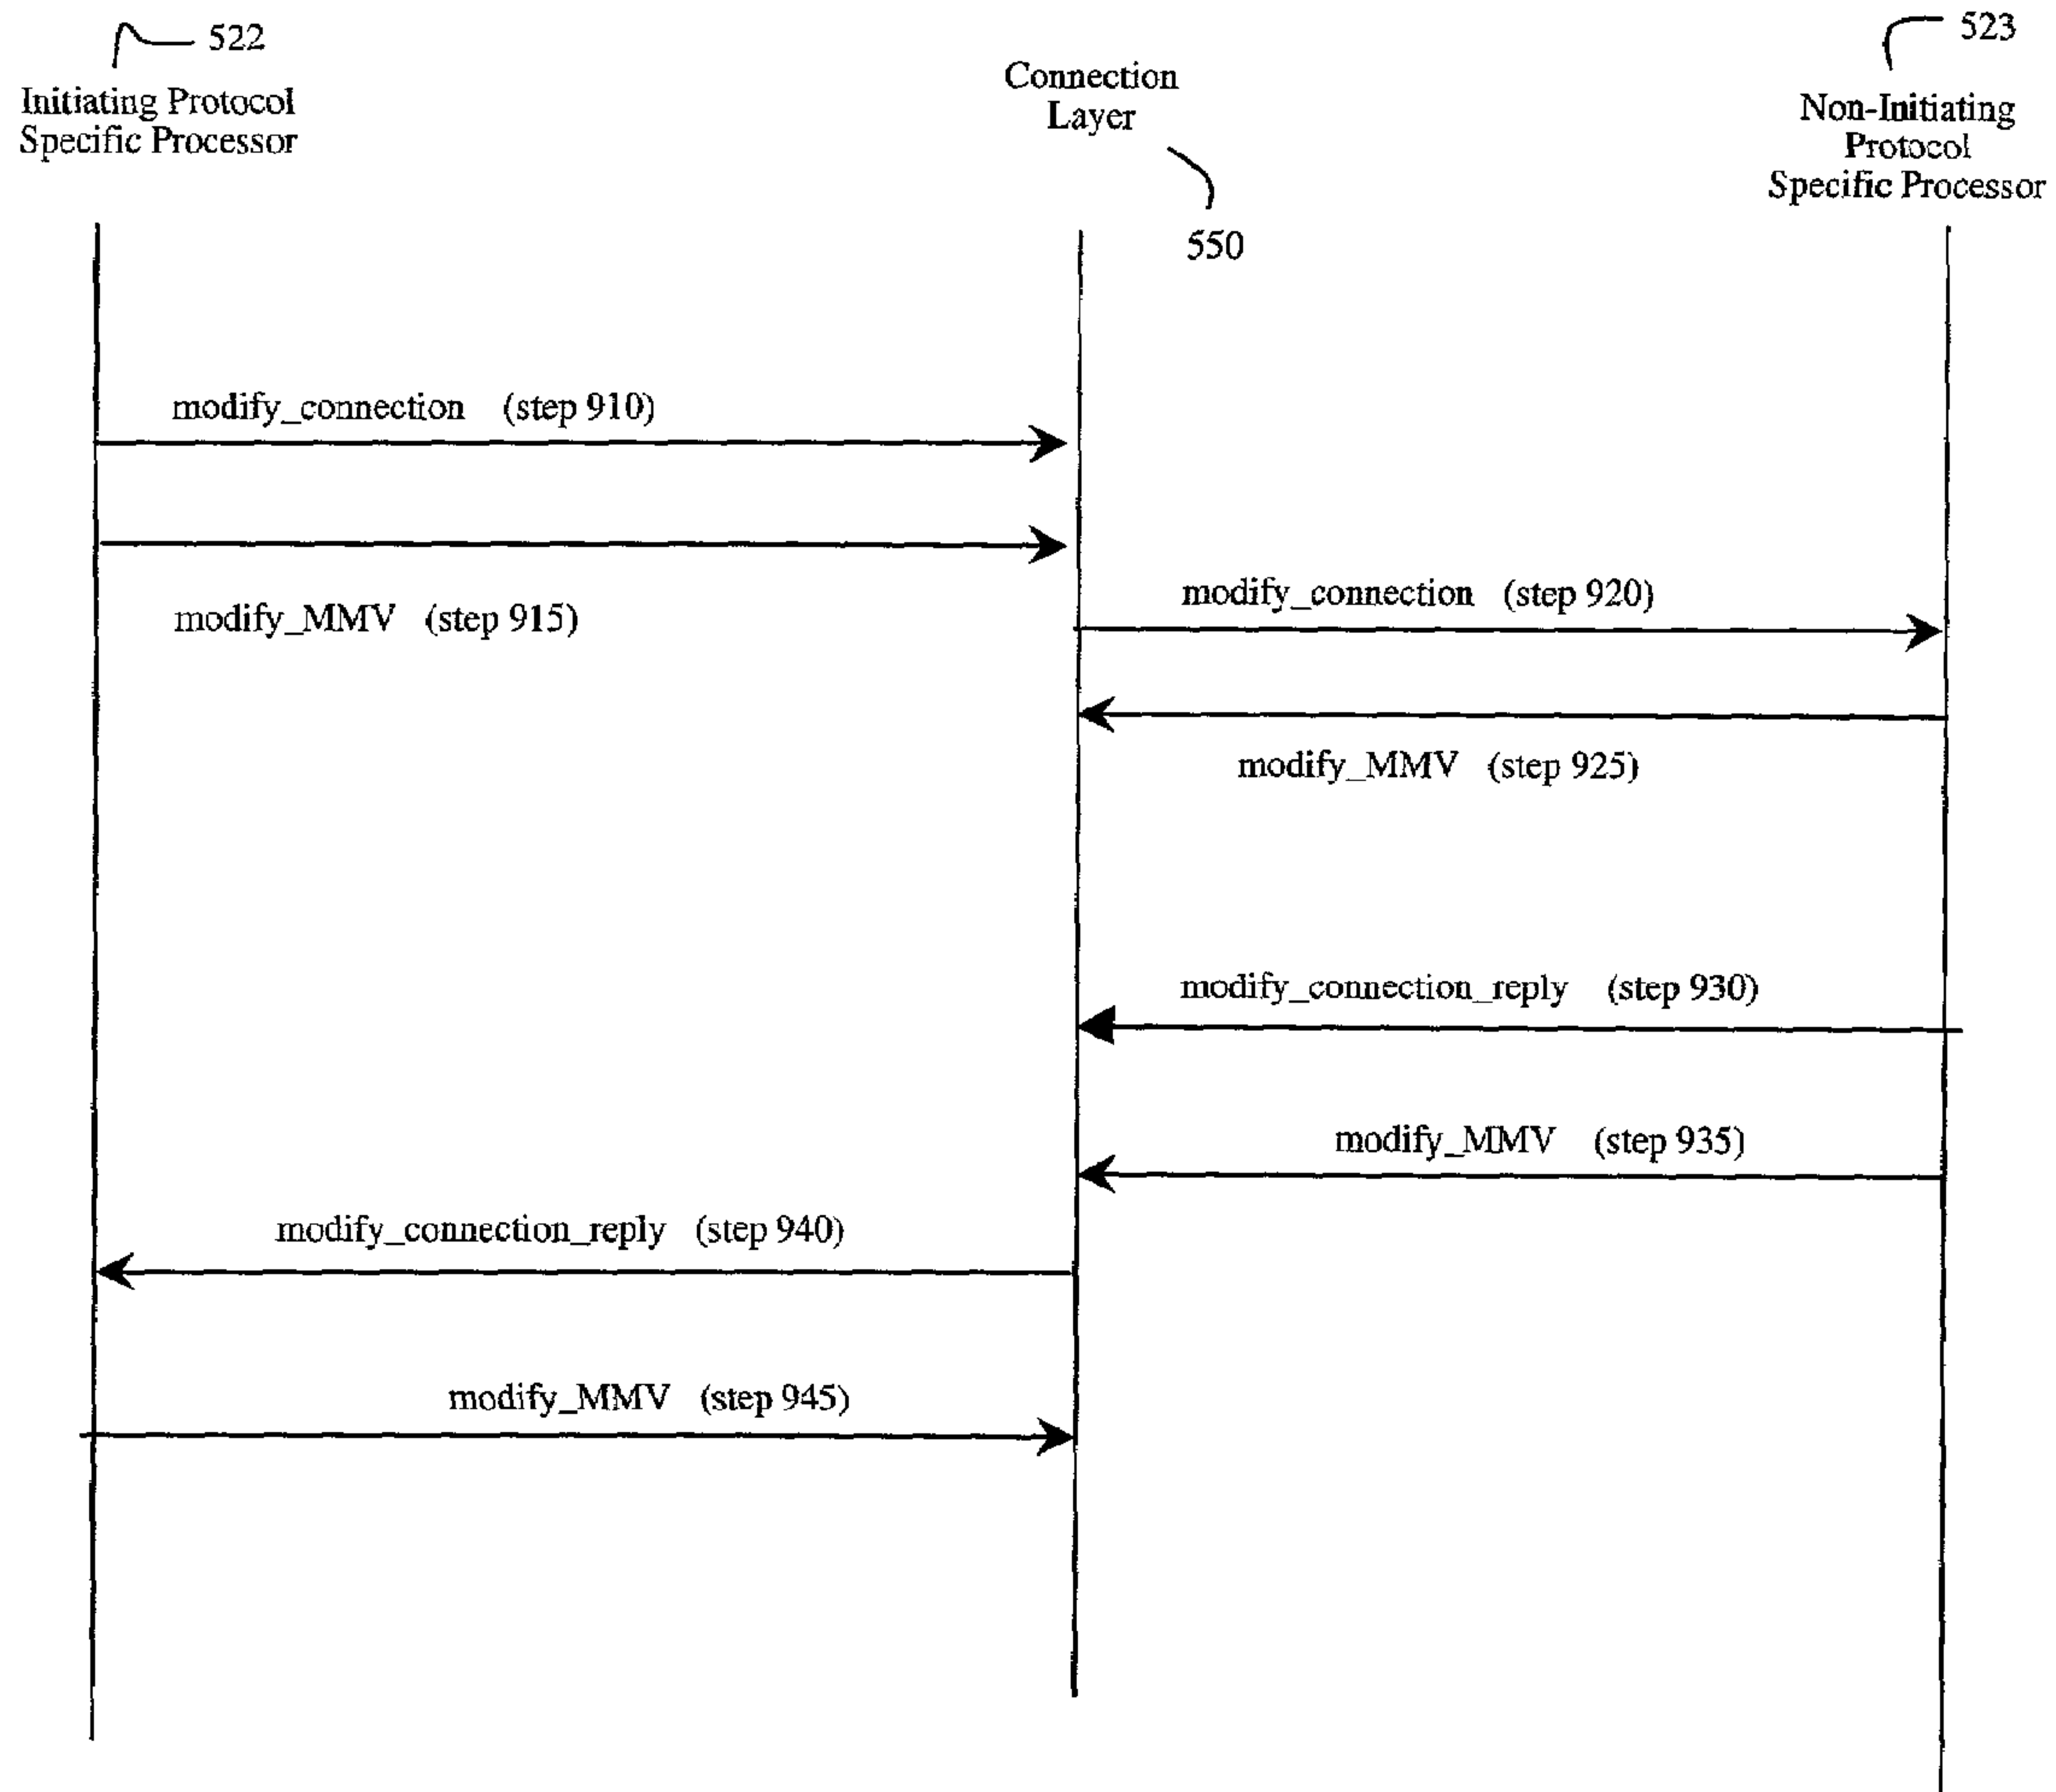 522
Initiating Protocol
Specific Processor
Connection
Layer
550
523
Non-Initiating
Protocol
Specific Processor
modify_connection (step 910)
modify_MMV (step 915)
modify_connection (step 920)
modify_MMV (step 925)
modify_connection_reply (step 930)
modify_MMV (step 935)
modify_connection_reply (step 940)
modify_MMV (step 945)